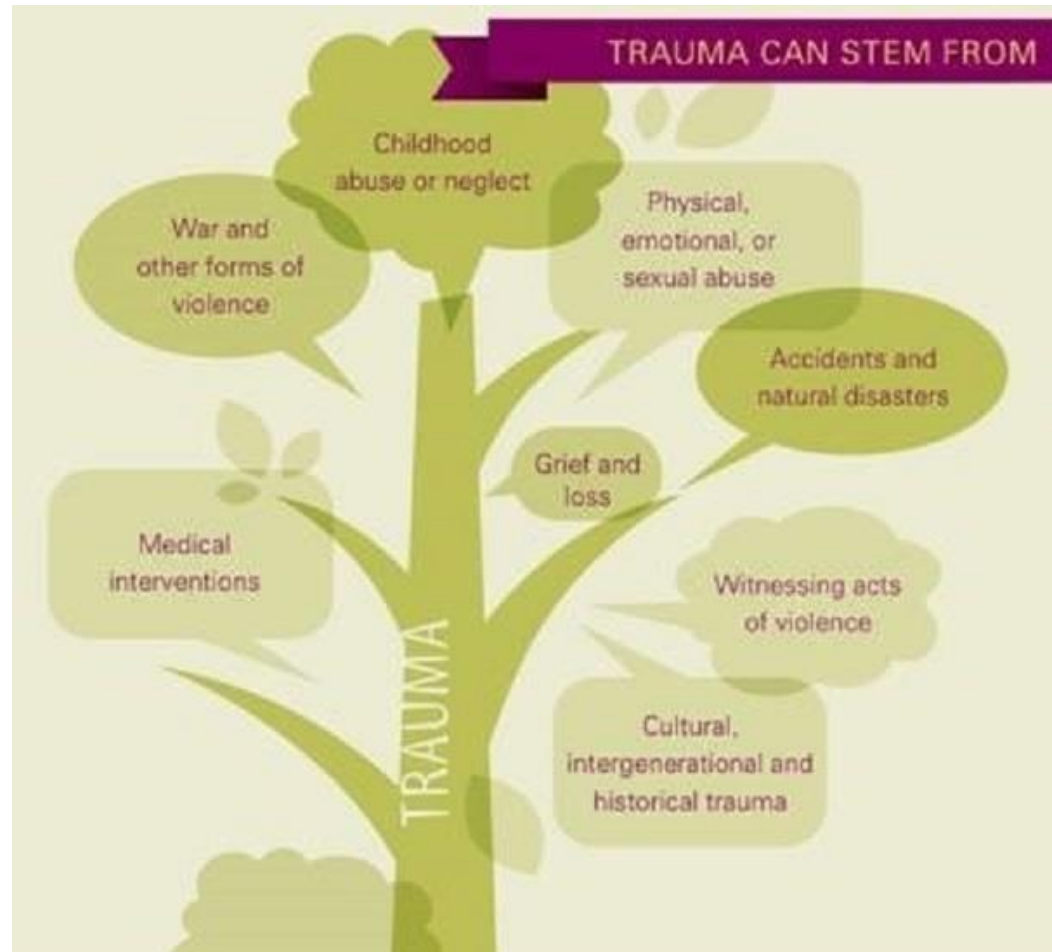 TRAUMA CAN STEM FROM
Childhood
abuse or neglect
War and
other forms of
violence
Physical,
emotional, or
sexual abuse
Accidents and
natural disasters
Grief and
loss
Medical
interventions
Witnessing acts
of violence
Cultural,
intergenerational and
historical trauma
TRAUMA